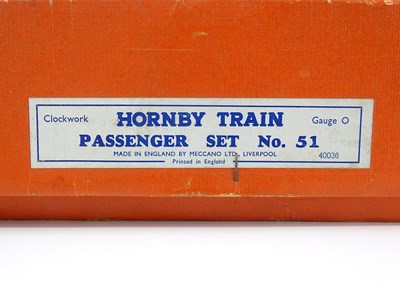 Clockwork HORNBY TRAIN Gauge O
PASSENGER SET No. 51
MADE IN ENGLAND BY MECCANO LTD., LIVERPOOL 40036
Printed in England